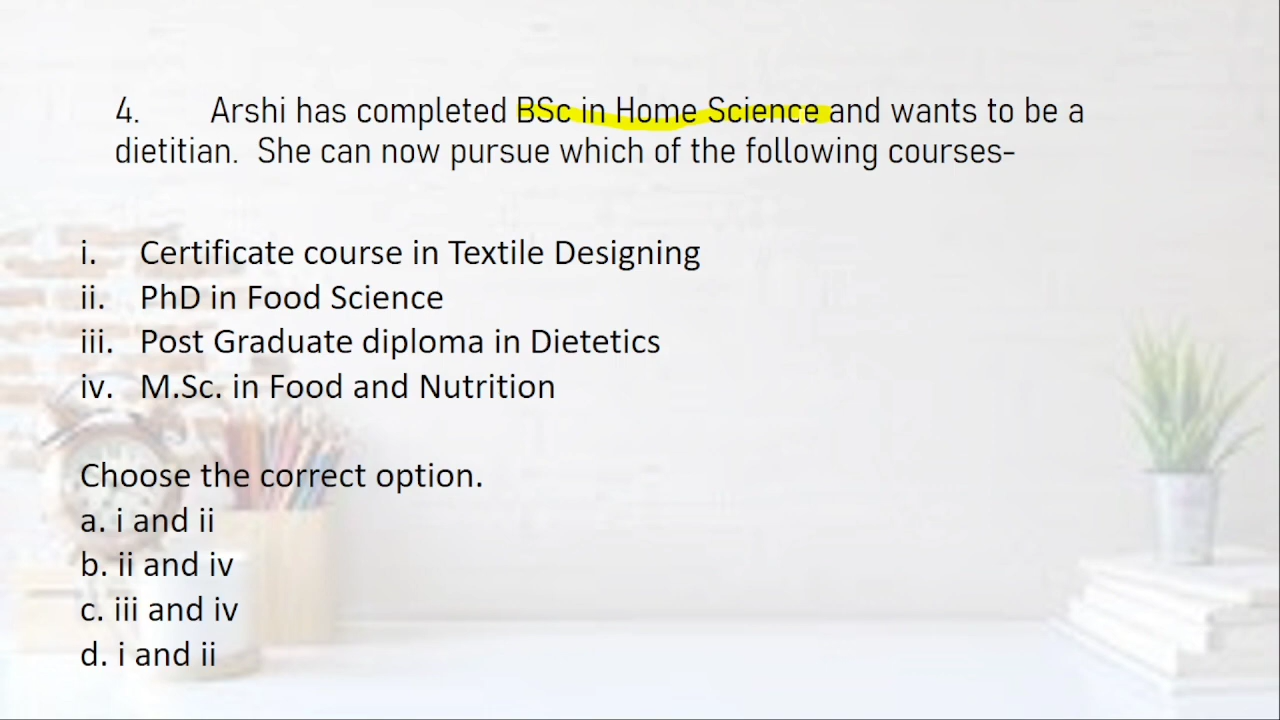 4. Arshi has completed BSc in Home Science and wants to be a
dietitian. She can now pursue which of the following courses-
i. Certificate course in Textile Designing
ii. PhD in Food Science
iii. Post Graduate diploma in Dietetics
iv. M.Sc. in Food and Nutrition
Choose the correct option.
a. i and ii
b. ii and iv
c. iii and iv
d. i and ii